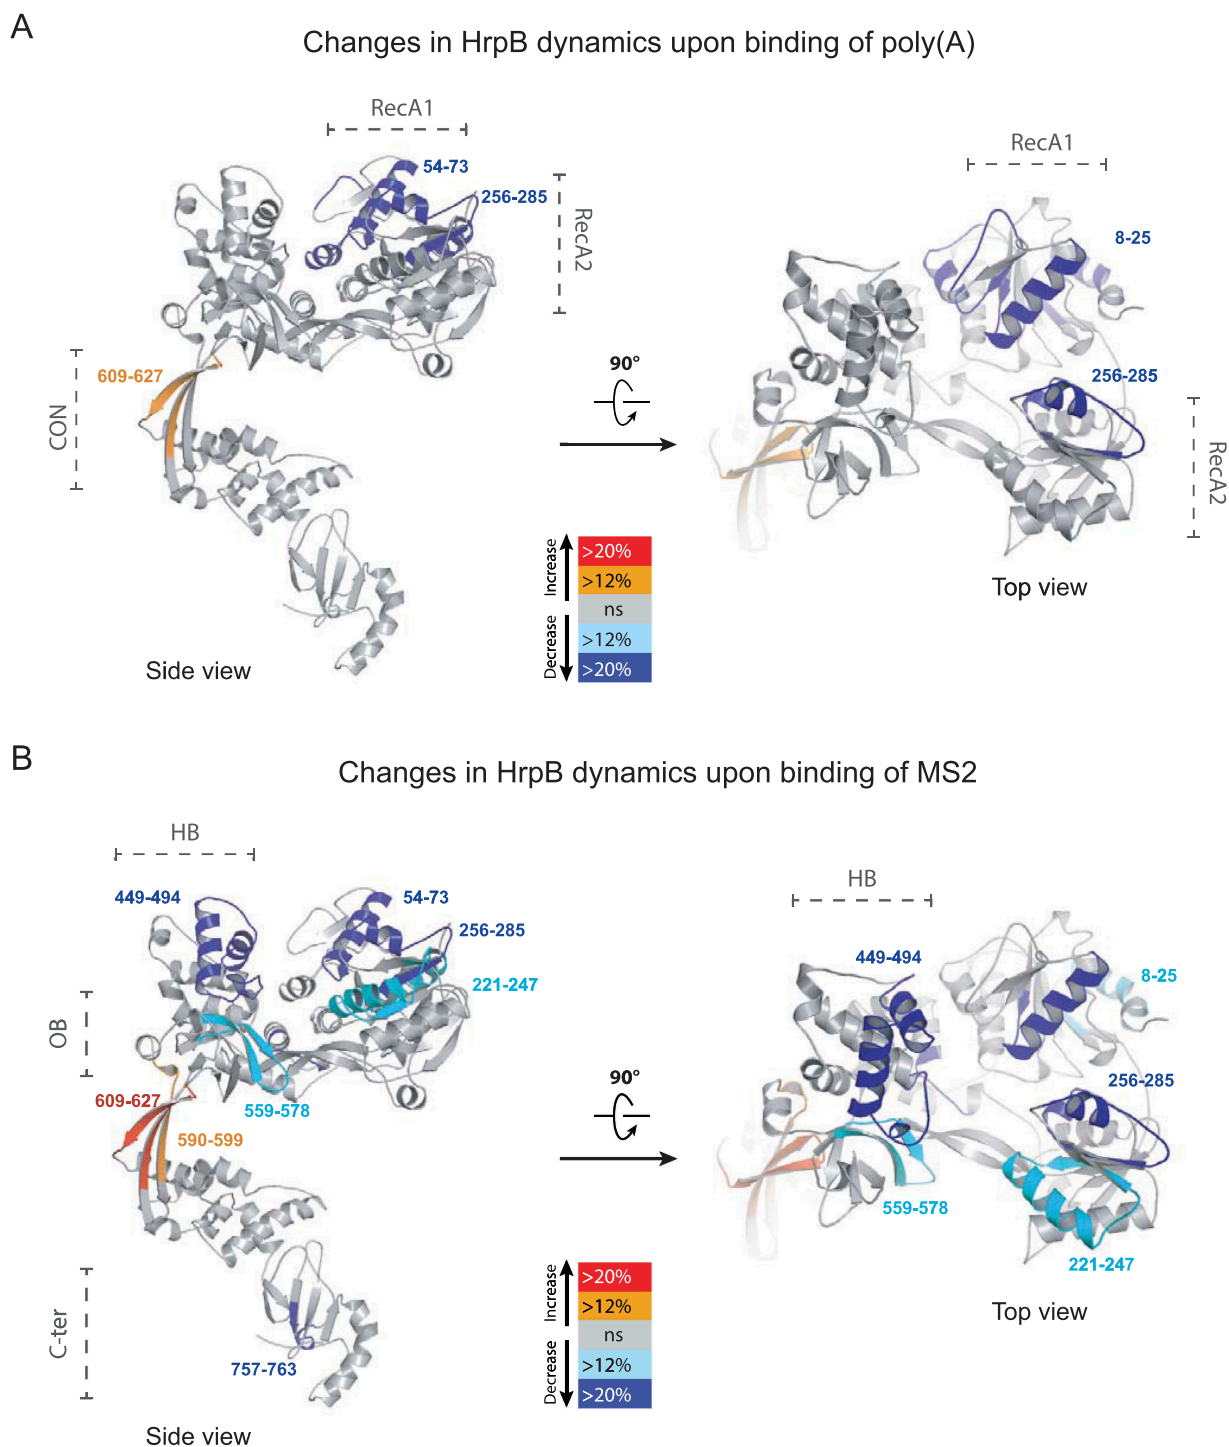 A
Changes in HrpB dynamics upon binding of poly(A)
RecA1
54-73
256-285
RecA2
609-627
CON
Side view
90°
Increase
Decrease
>20%
>12%
ns
>12%
>20%
RecA1
8-25
256-285
RecA2
Top view
B
Changes in HrpB dynamics upon binding of MS2
HB
449-494
54-73
256-285
221-247
OB
609-627
559-578
590-599
C-ter
757-763
Side view
90°
Increase
Decrease
>20%
>12%
ns
>12%
>20%
HB
449-494
8-25
256-285
559-578
221-247
Top view